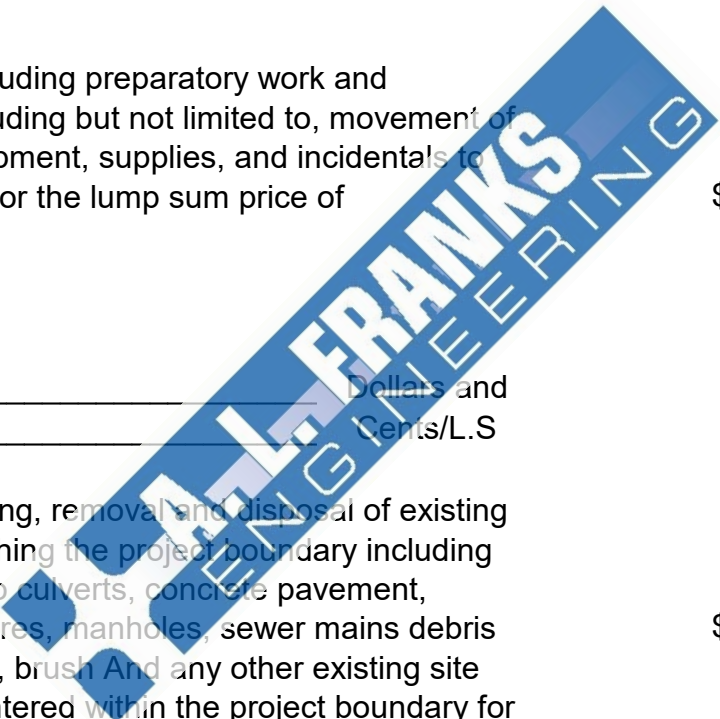 uding preparatory work and
uding but not limited to, movement of
pment, supplies, and incidentals to
or the lump sum price of
$
Dollars and
Cents/L.S
ng, removal and disposal of existing
ning the project boundary including
culverts, concrete pavement,
res, manholes, sewer mains debris
$
, brush And any other existing site
ntered within the project boundary for
A. L. FRANKS
ENGINEERING